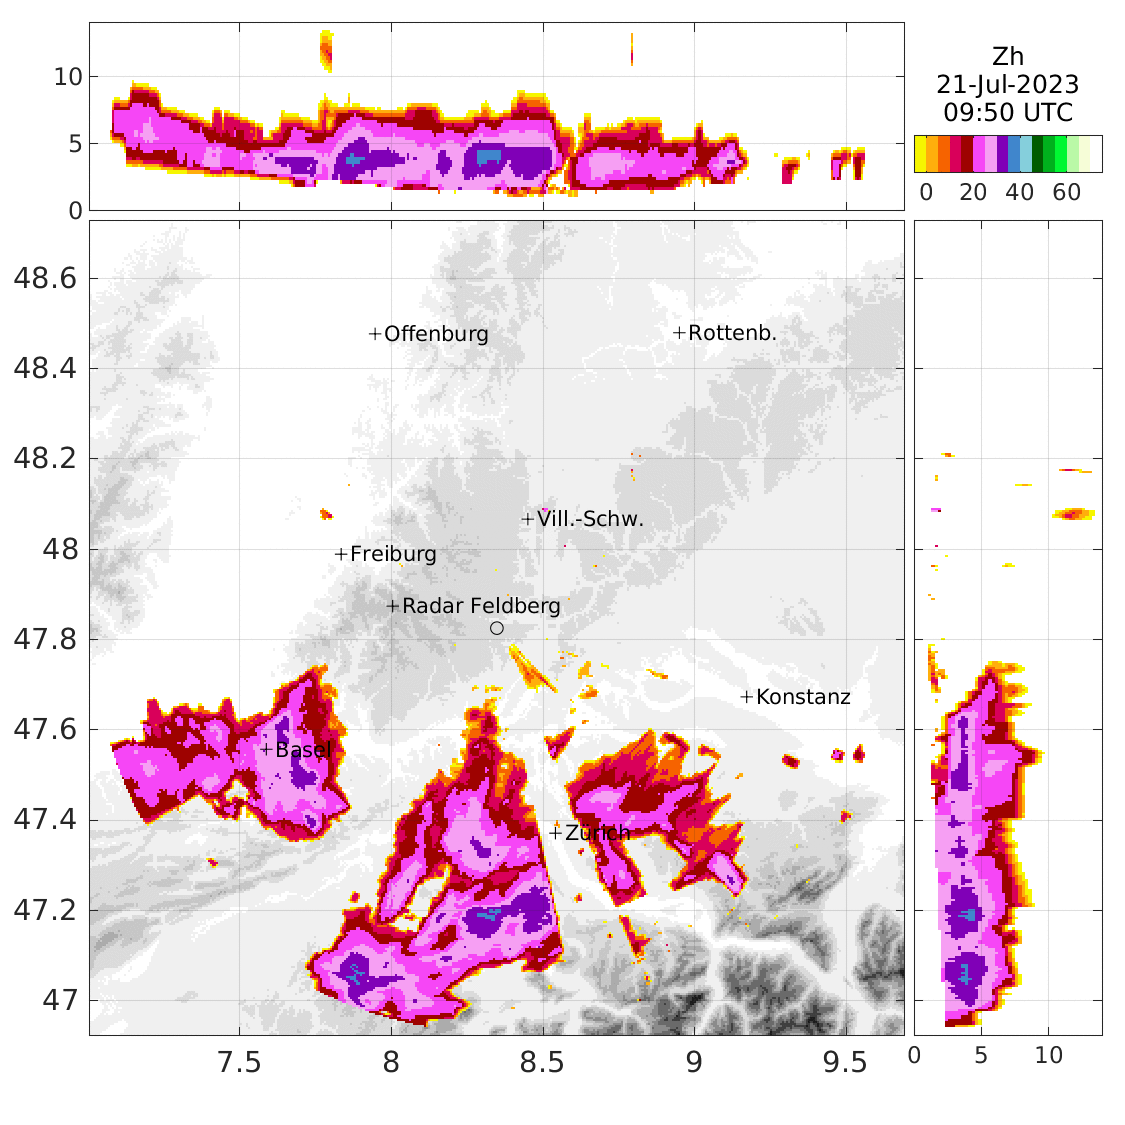 10
5
0
Zh
21-Jul-2023
09:50 UTC
0 20 40 60
48.6
48.4
48.2
48
47.8
47.6
47.4
47.2
47
+Offenburg
+Rottenb.
+Vill.-Schw.
+Freiburg
+Radar Feldberg
+Konstanz
+Basel
+Zürich
7.5 8 8.5 9 9.5
0 5 10